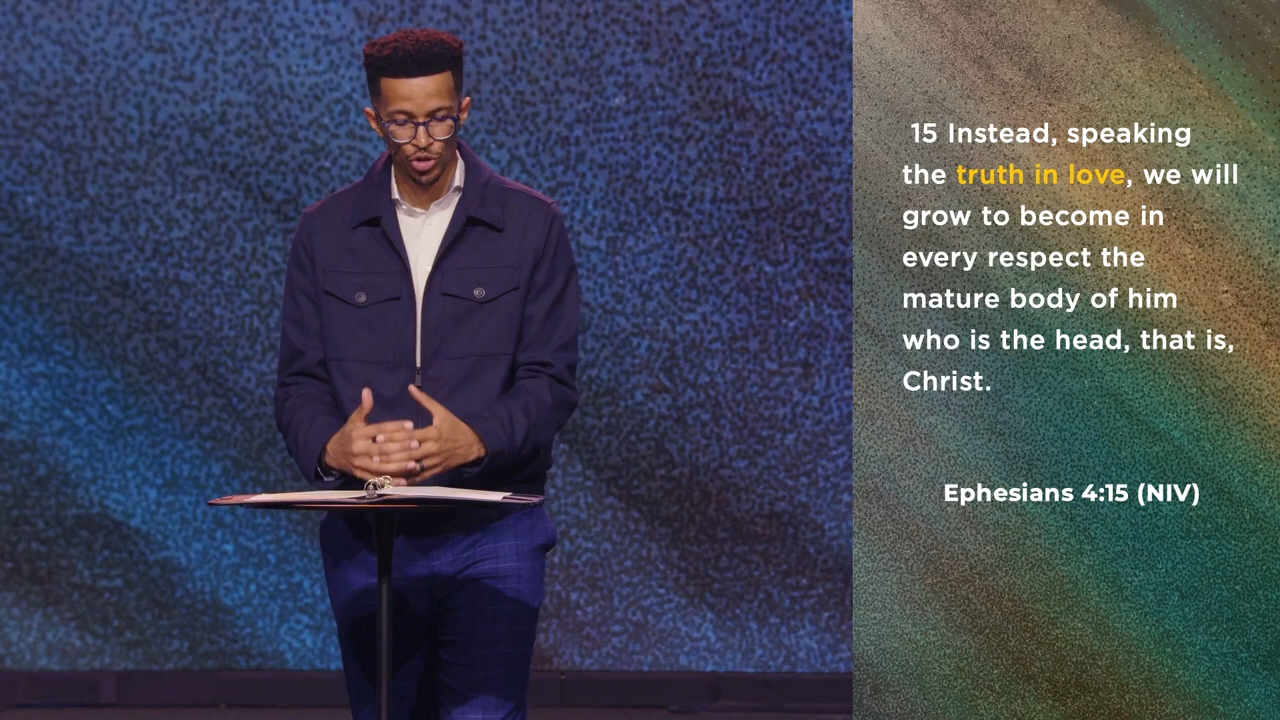 15 Instead, speaking
the truth in love, we will
grow to become in
every respect the
mature body of him
who is the head, that is,
Christ.
Ephesians 4:15 (NIV)